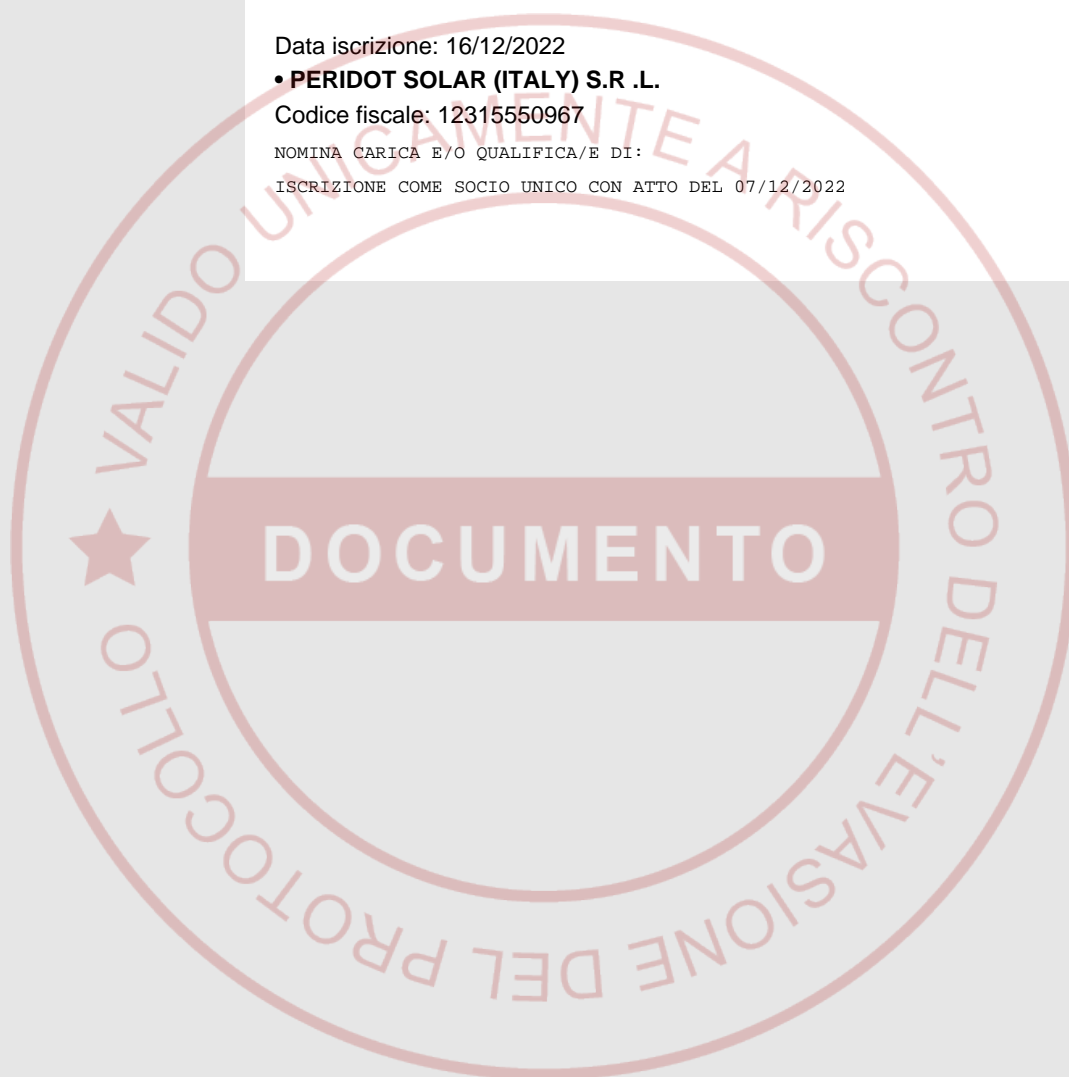 Data iscrizione: 16/12/2022
• PERIDOT SOLAR (ITALY) S.R .L.
Codice fiscale: 12315550967
NOMINA CARICA E/O QUALIFICA/E DI:
ISCRIZIONE COME SOCIO UNICO CON ATTO DEL 07/12/2022
VALIDO UNICAMENTE A RISCONTRO DELL'EVASIONE DEL PROTOCOLLO
DOCUMENTO